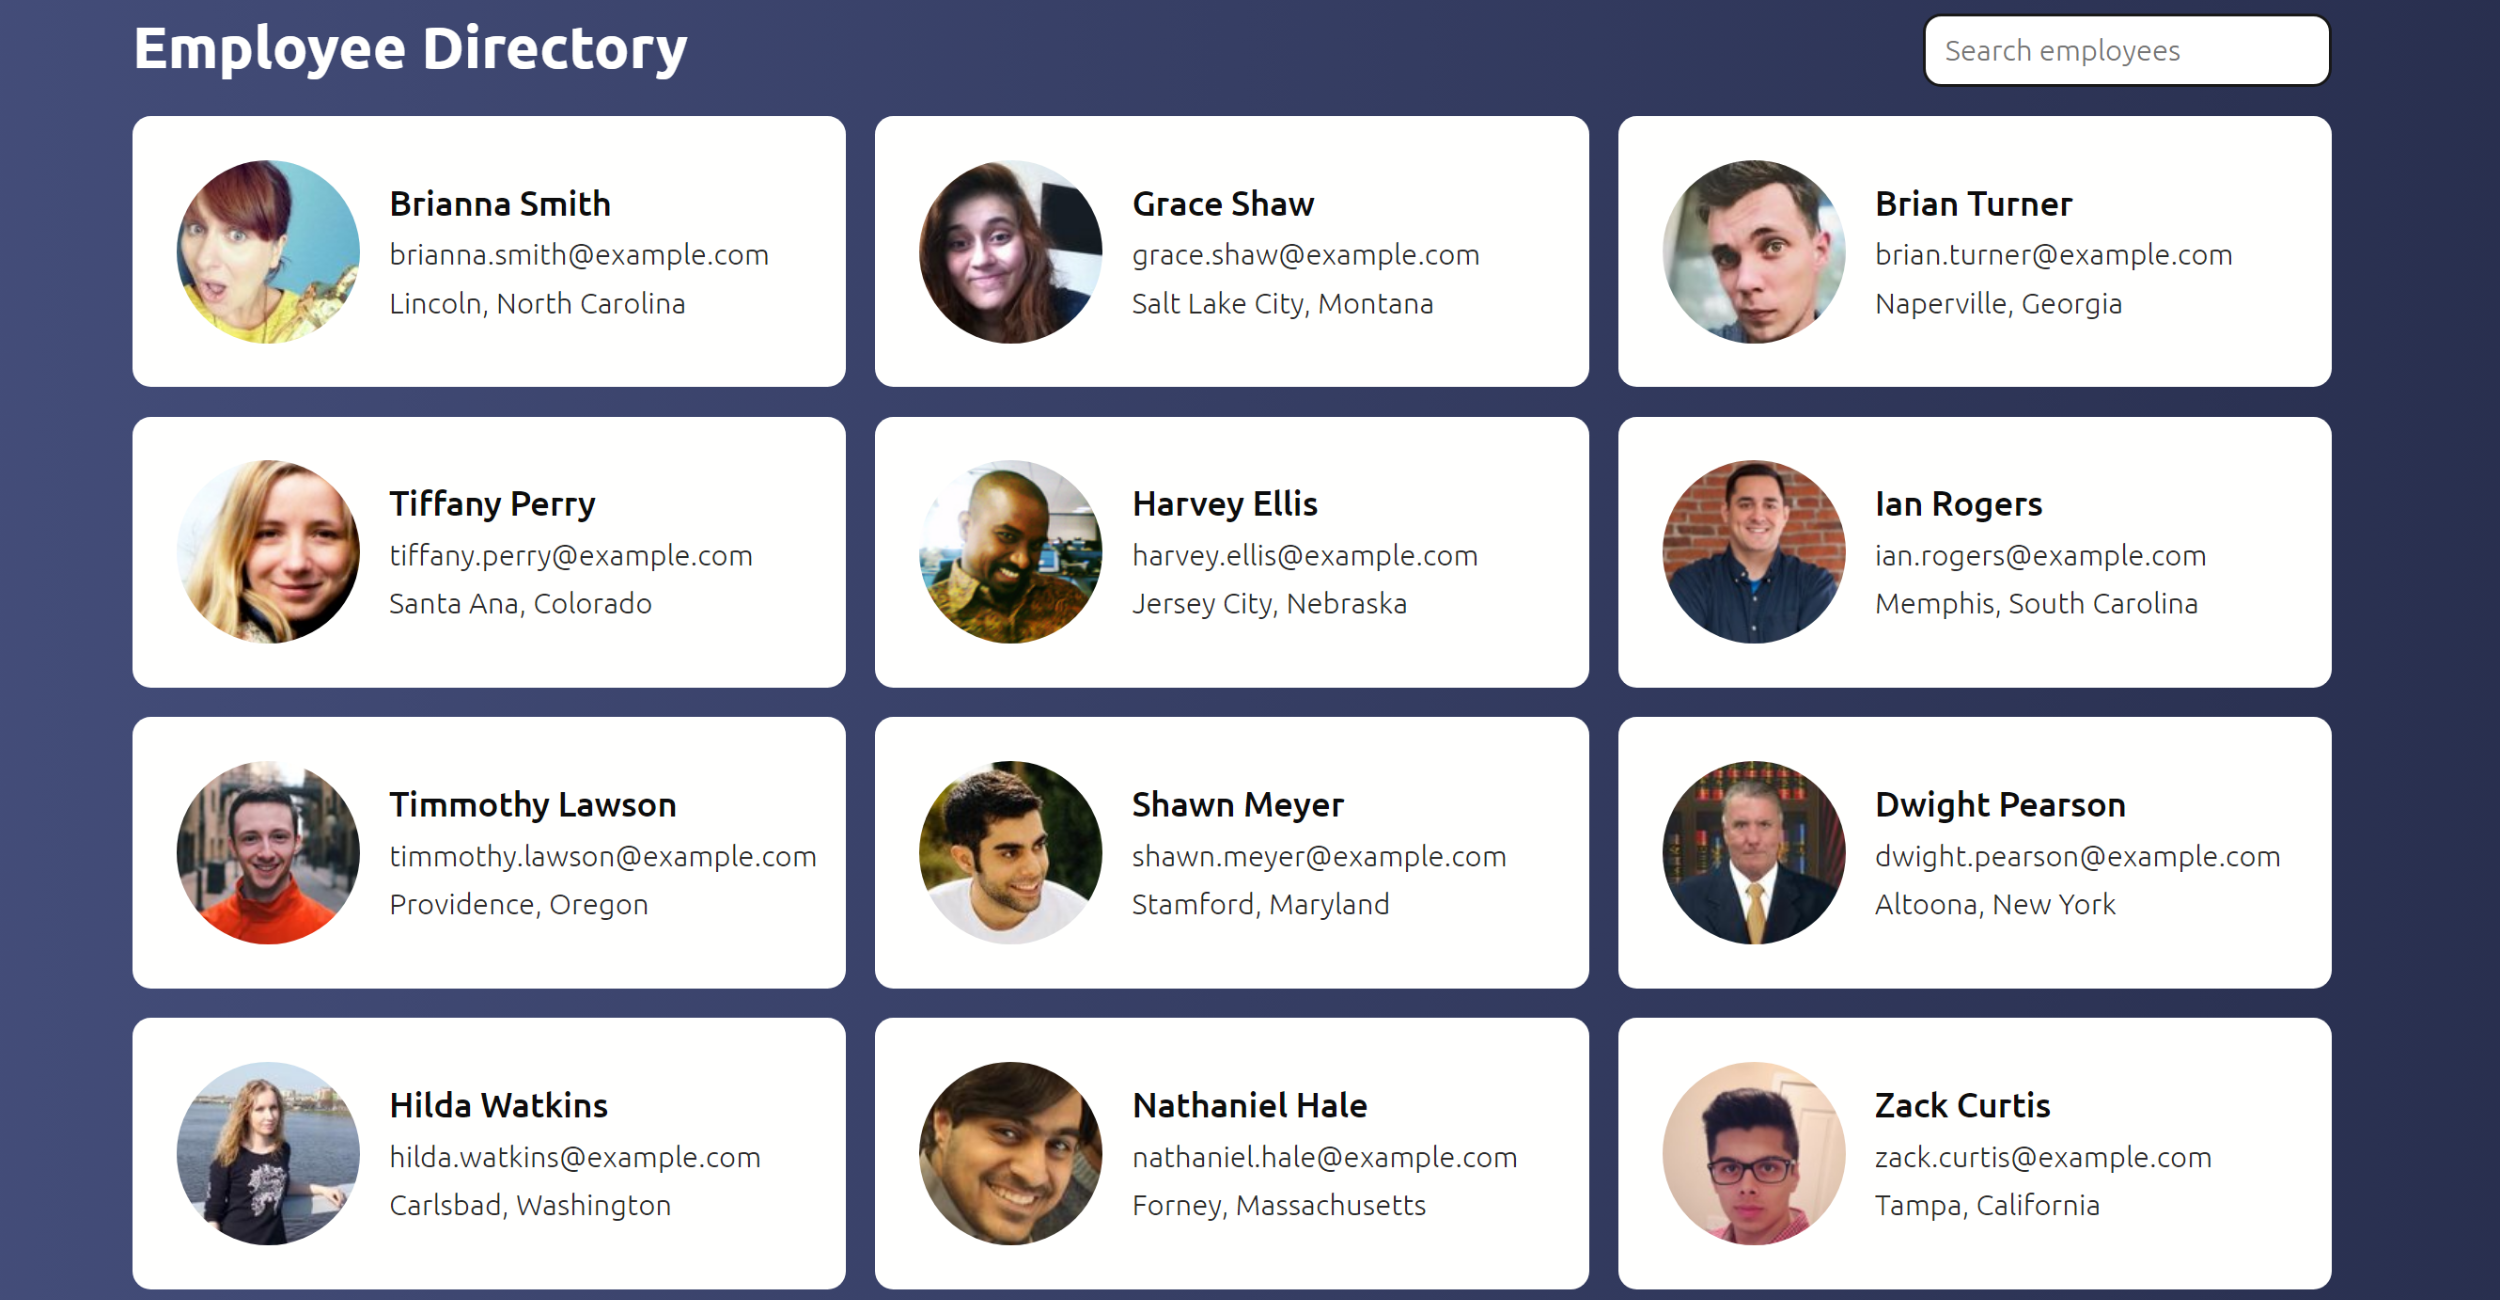 Employee Directory
Search employees
Brianna Smith
brianna.smith@example.com
Lincoln, North Carolina
Grace Shaw
grace.shaw@example.com
Salt Lake City, Montana
Brian Turner
brian.turner@example.com
Naperville, Georgia
Tiffany Perry
tiffany.perry@example.com
Santa Ana, Colorado
Harvey Ellis
harvey.ellis@example.com
Jersey City, Nebraska
Ian Rogers
ian.rogers@example.com
Memphis, South Carolina
Timmothy Lawson
timmothy.lawson@example.com
Providence, Oregon
Shawn Meyer
shawn.meyer@example.com
Stamford, Maryland
Dwight Pearson
dwight.pearson@example.com
Altoona, New York
Hilda Watkins
hilda.watkins@example.com
Carlsbad, Washington
Nathaniel Hale
nathaniel.hale@example.com
Forney, Massachusetts
Zack Curtis
zack.curtis@example.com
Tampa, California